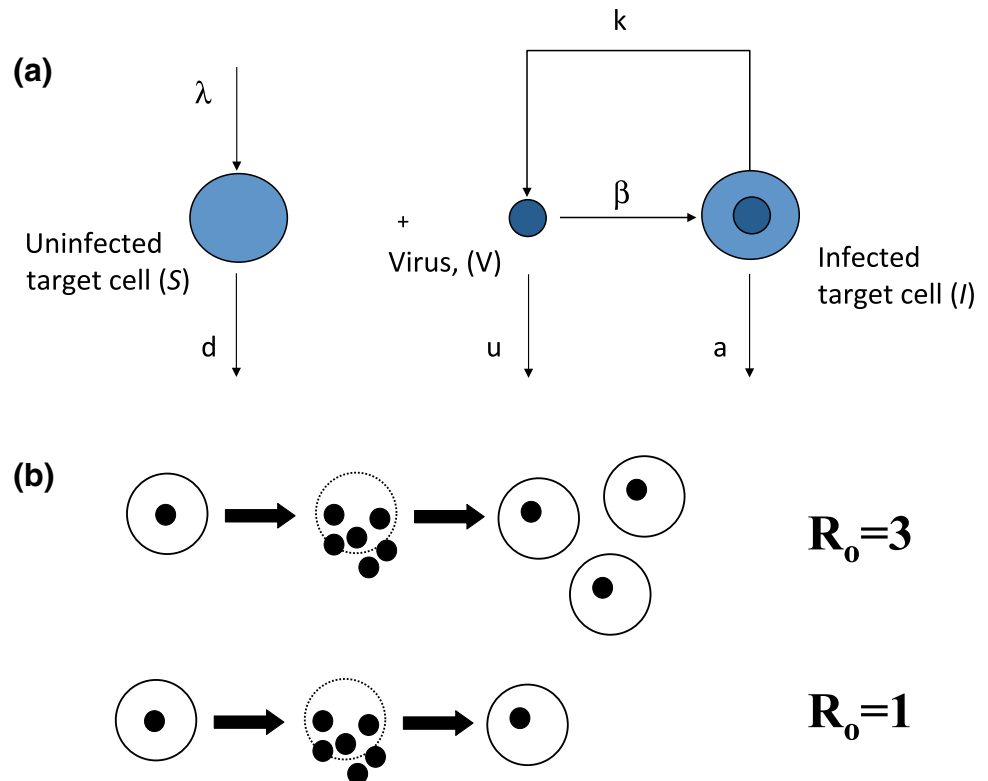 (a)
λ
k
β
+
Uninfected
target cell (S)
Virus, (V)
Infected
target cell (I)
d
u
a
(b)
Ro=3
Ro=1